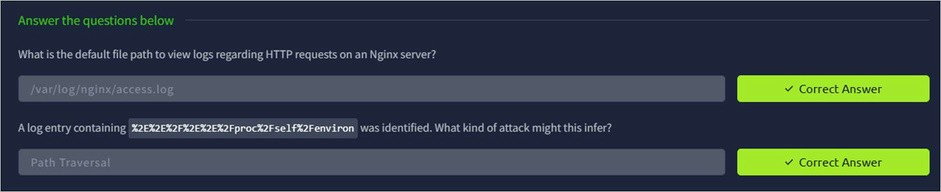 Answer the questions below
What is the default file path to view logs regarding HTTP requests on an Nginx server?
/var/log/nginx/access.log
✓ Correct Answer
A log entry containing %2E%2E%2F%2E%2E%2Fproc%2Fself%2Fenviron was identified. What kind of attack might this infer?
Path Traversal
✓ Correct Answer